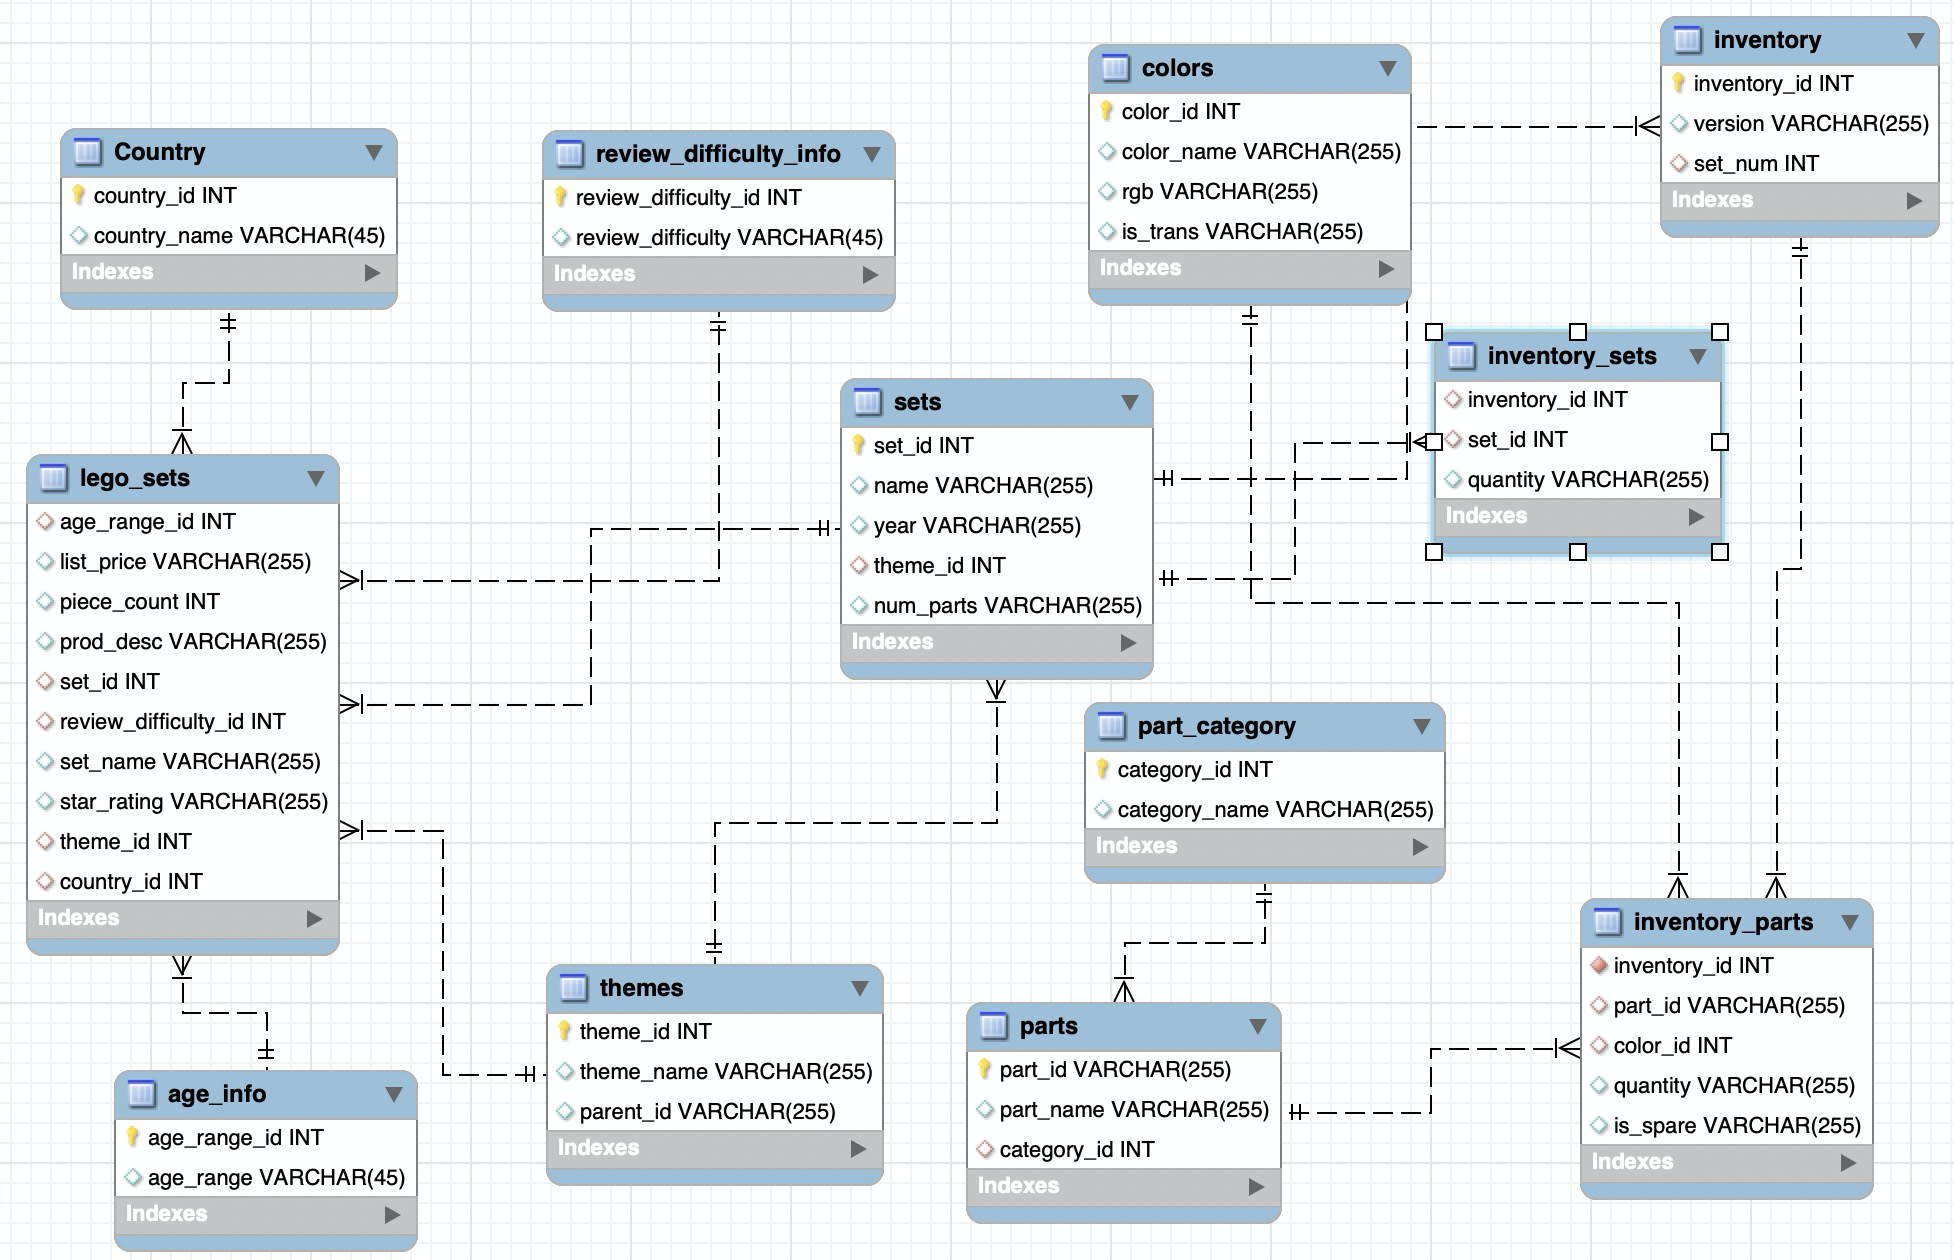 Country
country_id INT
country_name VARCHAR(45)
Indexes
review_difficulty_info
review_difficulty_id INT
review_difficulty VARCHAR(45)
Indexes
colors
color_id INT
color_name VARCHAR(255)
rgb VARCHAR(255)
is_trans VARCHAR(255)
Indexes
inventory
inventory_id INT
version VARCHAR(255)
set_num INT
Indexes
inventory_sets
inventory_id INT
set_id INT
quantity VARCHAR(255)
Indexes
sets
set_id INT
name VARCHAR(255)
year VARCHAR(255)
theme_id INT
num_parts VARCHAR(255)
Indexes
lego_sets
age_range_id INT
list_price VARCHAR(255)
piece_count INT
prod_desc VARCHAR(255)
set_id INT
review_difficulty_id INT
set_name VARCHAR(255)
star_rating VARCHAR(255)
theme_id INT
country_id INT
Indexes
part_category
category_id INT
category_name VARCHAR(255)
Indexes
inventory_parts
inventory_id INT
part_id VARCHAR(255)
color_id INT
quantity VARCHAR(255)
is_spare VARCHAR(255)
Indexes
themes
theme_id INT
theme_name VARCHAR(255)
parent_id VARCHAR(255)
Indexes
parts
part_id VARCHAR(255)
part_name VARCHAR(255)
category_id INT
Indexes
age_info
age_range_id INT
age_range VARCHAR(45)
Indexes